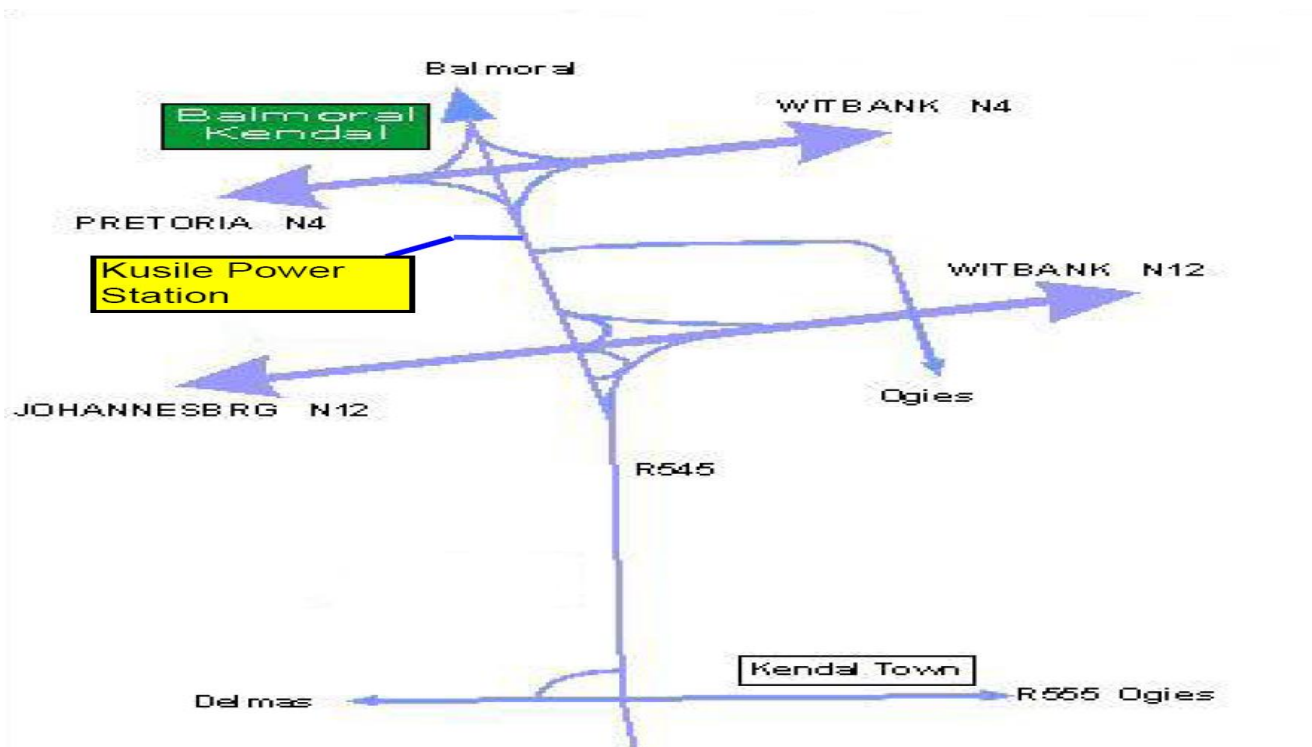 Balmoral
Balmoral
Kendal
WITBANK N4
PRETORIA N4
Kusile Power
Station
WITBANK N12
JOHANNESBRG N12
Ogies
R545
Kendal Town
Delmas
R555 Ogies